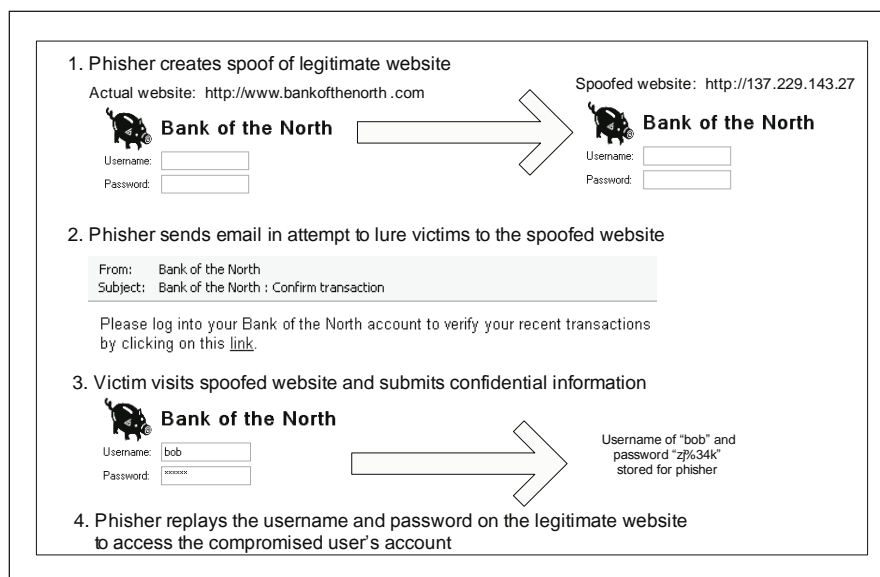 1. Phisher creates spoof of legitimate website
Actual website: http://www.bankofthenorth .com
Spoofed website: http://137.229.143.27
Bank of the North
Username:
Password:
Bank of the North
Username:
Password:
2. Phisher sends email in attempt to lure victims to the spoofed website
From: Bank of the North
Subject: Bank of the North : Confirm transaction
Please log into your Bank of the North account to verify your recent transactions
by clicking on this link.
3. Victim visits spoofed website and submits confidential information
Bank of the North
Username: bob
Password: xxxxxx
Username of “bob” and
password “zj%34k”
stored for phisher
4. Phisher replays the username and password on the legitimate website
to access the compromised user’s account